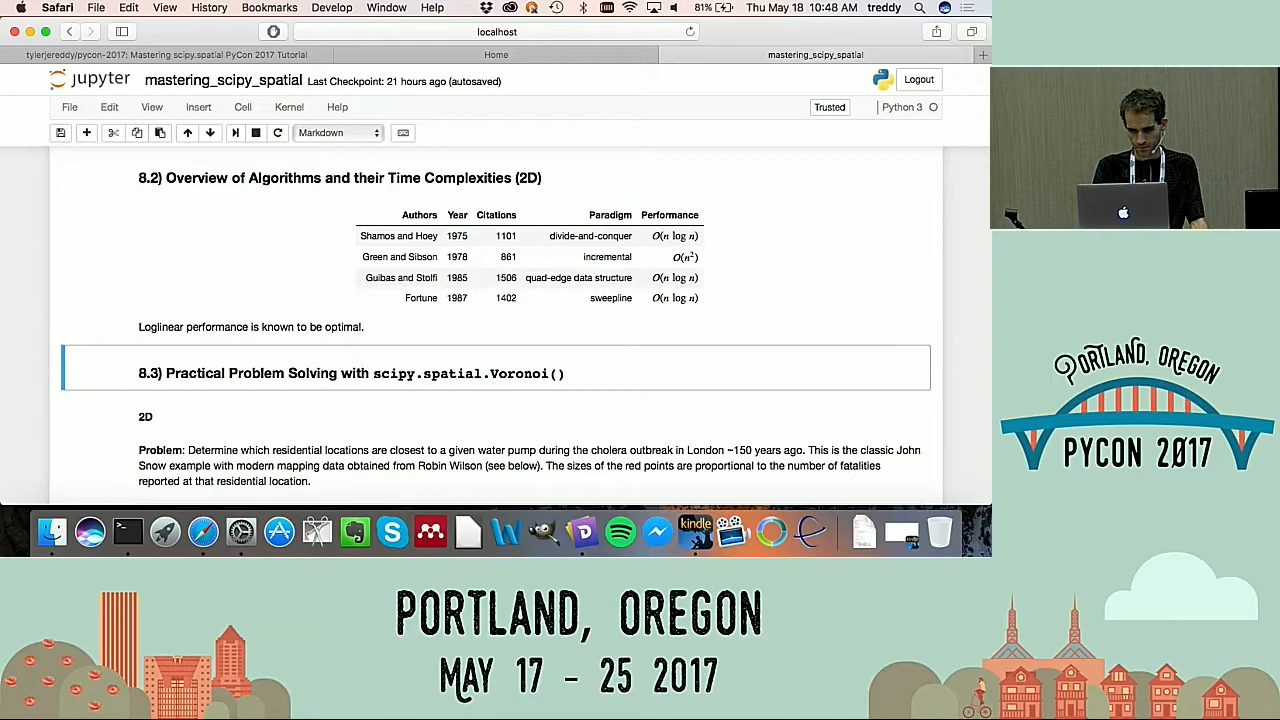 Safari File Edit View History Bookmarks Develop Window Help 81% Thu May 18 10:48 AM treddy
localhost
tylerjereddy/pycon-2017: Mastering scipy.spatial PyCon 2017 Tutorial Home mastering_scipy_spatial
jupyter mastering_scipy_spatial Last Checkpoint: 21 hours ago (autosaved) Logout
File Edit View Insert Cell Kernel Help Trusted Python 3
Markdown
8.2) Overview of Algorithms and their Time Complexities (2D)
Authors Year Citations Paradigm Performance
Shamos and Hoey 1975 1101 divide-and-conquer O(n log n)
Green and Sibson 1978 861 incremental O(n²)
Guibas and Stolfi 1985 1506 quad-edge data structure O(n log n)
Fortune 1987 1402 sweepline O(n log n)
Loglinear performance is known to be optimal.
8.3) Practical Problem Solving with scipy.spatial.Voronoi()
2D
Problem: Determine which residential locations are closest to a given water pump during the cholera outbreak in London ~150 years ago. This is the classic John
Snow example with modern mapping data obtained from Robin Wilson (see below). The sizes of the red points are proportional to the number of fatalities
reported at that residential location.
kindle
PORTLAND, OREGON
PYCON 2017
PORTLAND, OREGON
MAY 17 - 25 2017